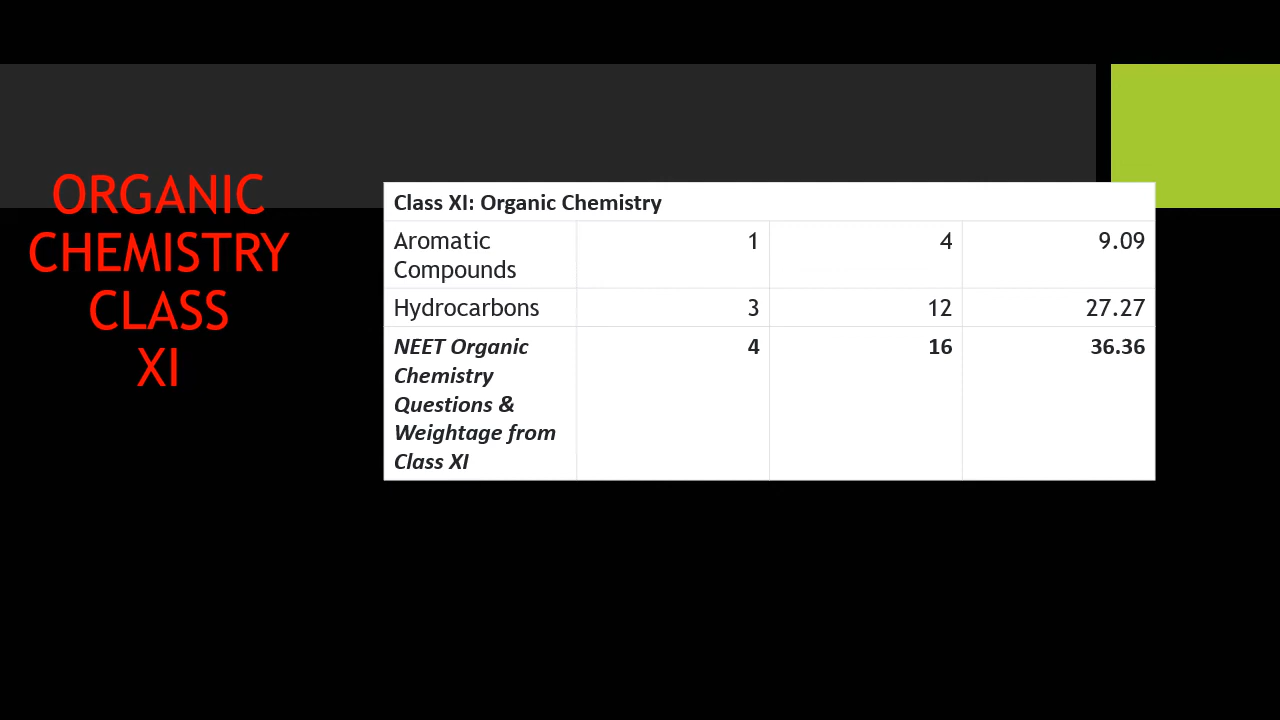 ORGANIC
CHEMISTRY
CLASS
XI
Class XI: Organic Chemistry
Aromatic 1 4 9.09
Compounds
Hydrocarbons 3 12 27.27
NEET Organic 4 16 36.36
Chemistry
Questions &
Weightage from
Class XI